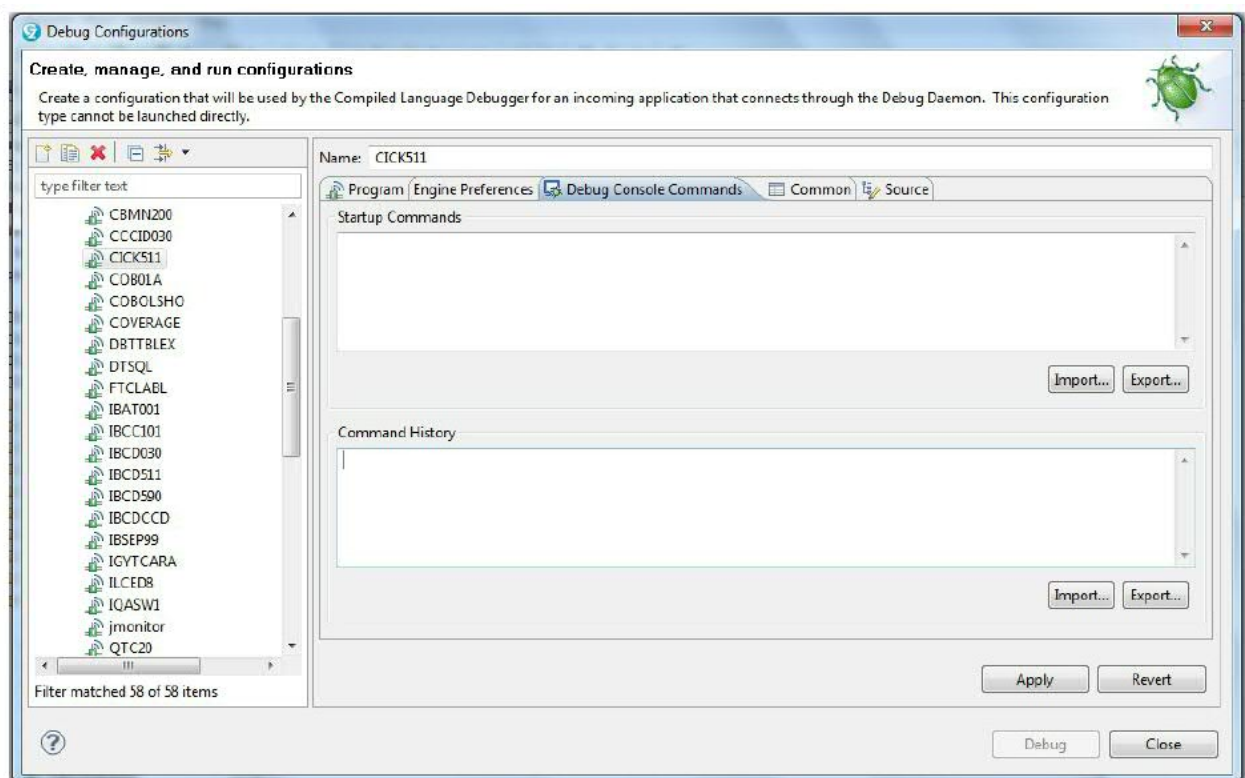 Debug Configurations
Create, manage, and run configurations
Create a configuration that will be used by the Compiled Language Debugger for an incoming application that connects through the Debug Daemon. This configuration
type cannot be launched directly.
type filter text
CBMN200
CCCID030
CICK511
COB01A
COBOLSHO
COVERAGE
DBTTBLEX
DTSQL
FTCLABL
IBAT001
IBCC101
IBCD030
IBCD511
IBCD590
IBCDCCD
IBSEP99
IGYTCARA
ILCED8
IQASW1
jmonitor
QTC20
Filter matched 58 of 58 items
Name: CICK511
Program Engine Preferences Debug Console Commands Common Source
Startup Commands
Import... Export...
Command History
Import... Export...
Apply Revert
Debug Close